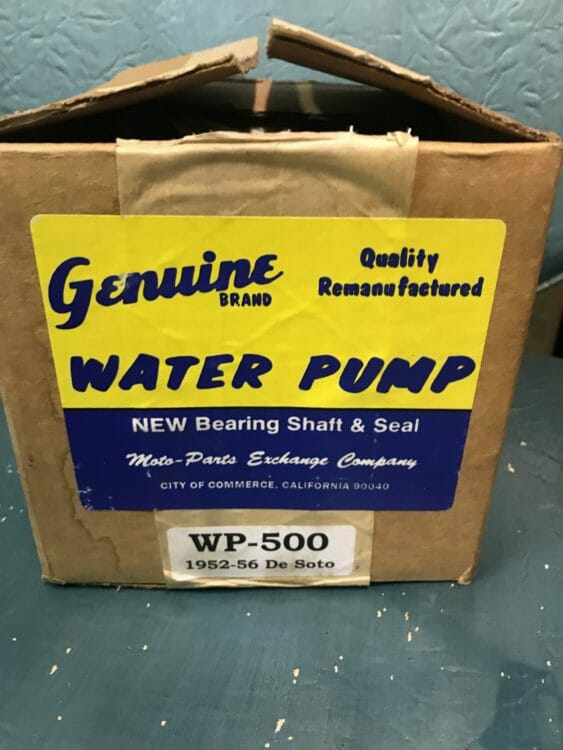 Genuine
BRAND
Quality
Remanufactured
WATER PUMP
NEW Bearing Shaft & Seal
Moto-Parts Exchange Company
CITY OF COMMERCE, CALIFORNIA 90040
WP-500
1952-56 De Soto